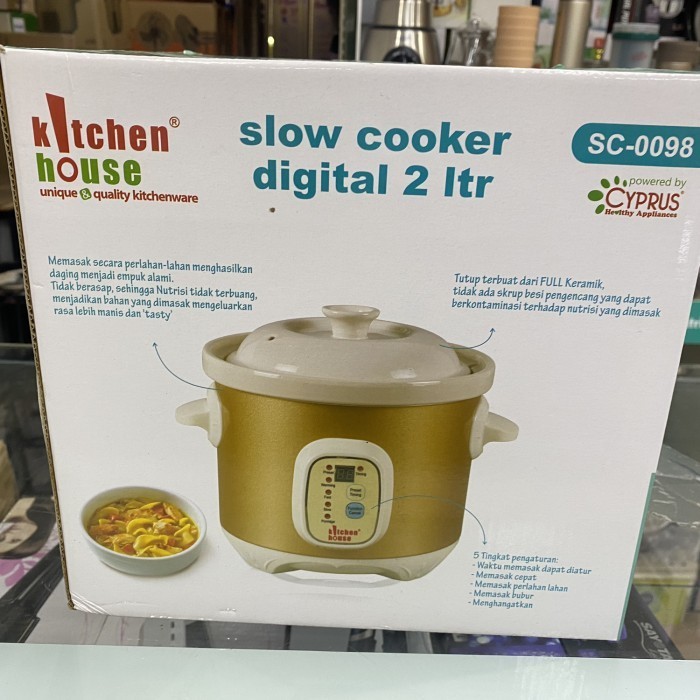 kitchen®
house
unique & quality kitchenware
slow cooker
digital 2 ltr
SC-0098
powered by
CYPRUS®
Heelthy Appliances
Memasak secara perlahan-lahan menghasilkan
daging menjadi empuk alami.
Tidak berasap, sehingga Nutrisi tidak terbuang,
menjadikan bahan yang dimasak mengeluarkan
rasa lebih manis dan 'tasty'
Tutup terbuat dari FULL Keramik,
tidak ada skrup besi pengencang yang dapat
berkontaminasi terhadap nutrisi yang dimasak
kitchen®
house
5 Tingkat pengaturan:
- Waktu memasak dapat diatur
- Memasak cepat
- Memasak perlahan lahan
- Memasak bubur
- Menghangatkan